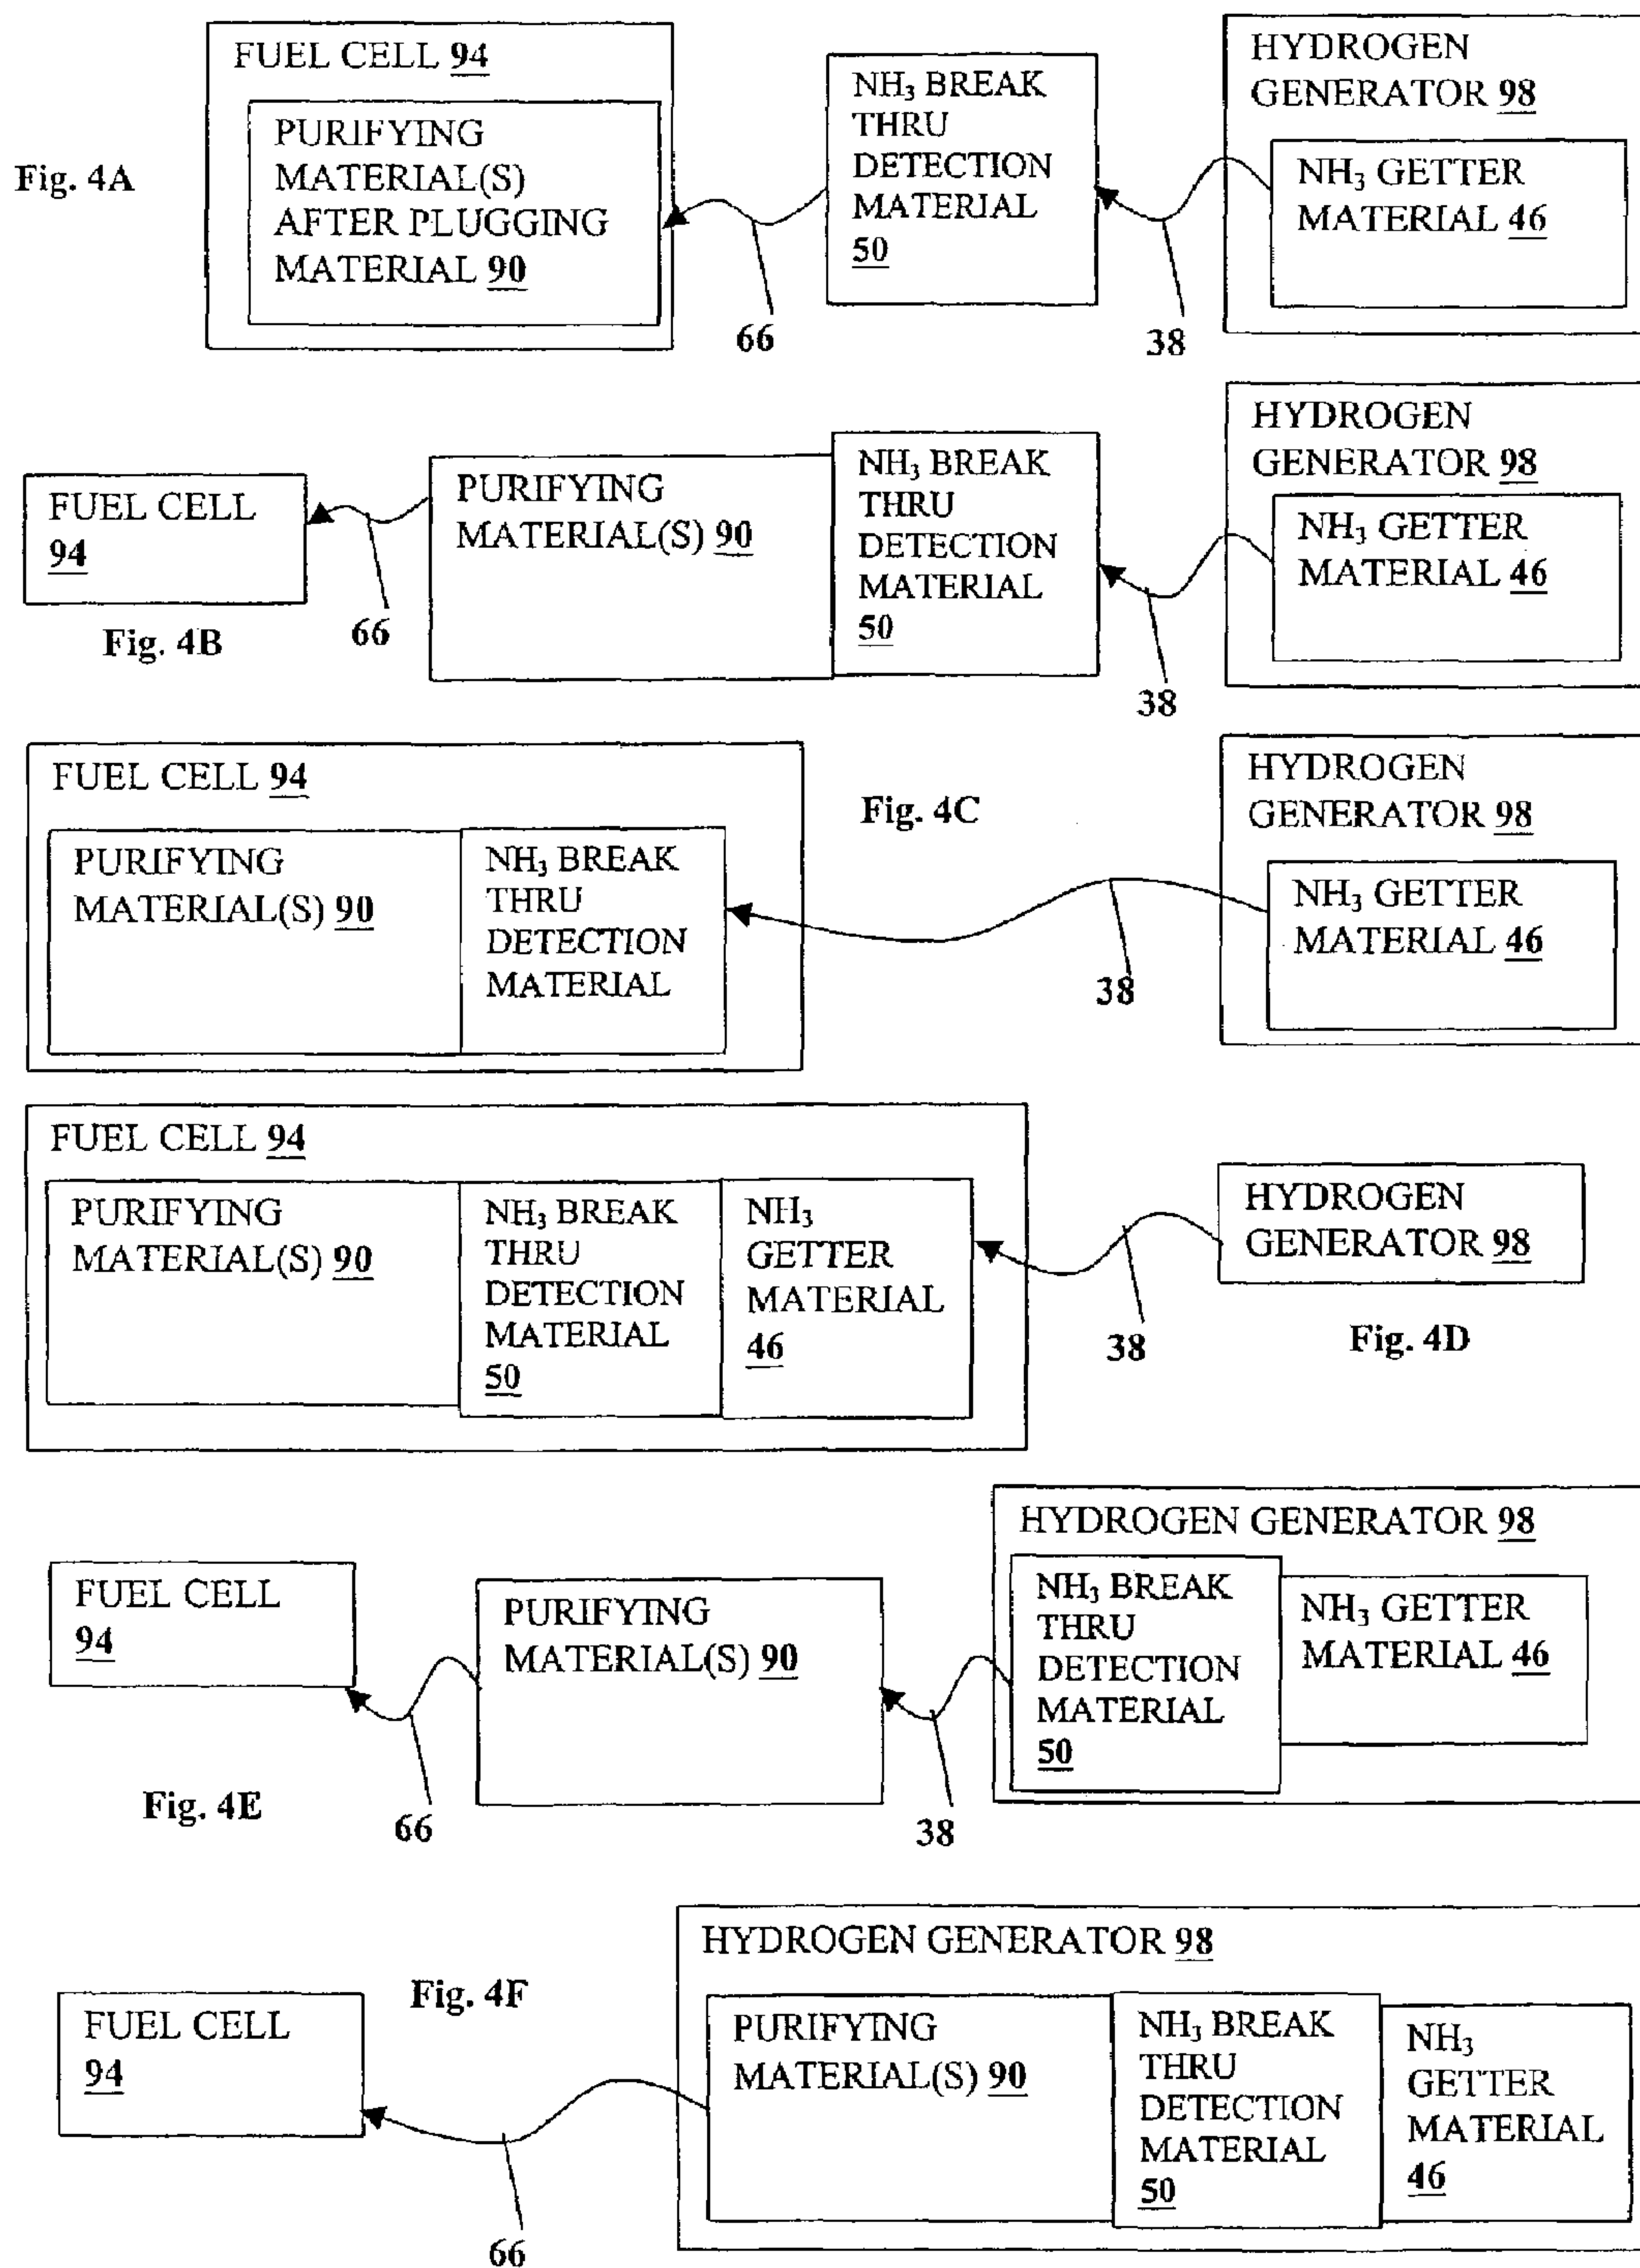 Fig. 4A
FUEL CELL 94
PURIFYING
MATERIAL(S)
AFTER PLUGGING
MATERIAL 90
66
NH₃ BREAK
THRU
DETECTION
MATERIAL
50
38
HYDROGEN
GENERATOR 98
NH₃ GETTER
MATERIAL 46
FUEL CELL
94
Fig. 4B
66
PURIFYING
MATERIAL(S) 90
NH₃ BREAK
THRU
DETECTION
MATERIAL
50
38
HYDROGEN
GENERATOR 98
NH₃ GETTER
MATERIAL 46
FUEL CELL 94
PURIFYING
MATERIAL(S) 90
NH₃ BREAK
THRU
DETECTION
MATERIAL
Fig. 4C
38
HYDROGEN
GENERATOR 98
NH₃ GETTER
MATERIAL 46
FUEL CELL 94
PURIFYING
MATERIAL(S) 90
NH₃ BREAK
THRU
DETECTION
MATERIAL
50
NH₃
GETTER
MATERIAL
46
38
HYDROGEN
GENERATOR 98
Fig. 4D
FUEL CELL
94
Fig. 4E
66
PURIFYING
MATERIAL(S) 90
38
HYDROGEN GENERATOR 98
NH₃ BREAK
THRU
DETECTION
MATERIAL
50
NH₃ GETTER
MATERIAL 46
FUEL CELL
94
Fig. 4F
66
HYDROGEN GENERATOR 98
PURIFYING
MATERIAL(S) 90
NH₃ BREAK
THRU
DETECTION
MATERIAL
50
NH₃
GETTER
MATERIAL
46